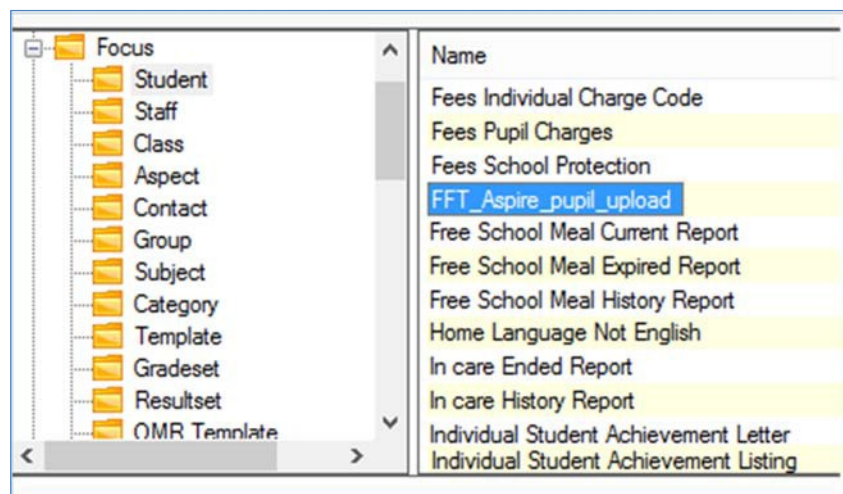 Focus
Student
Staff
Class
Aspect
Contact
Group
Subject
Category
Template
Gradeset
Resultset
OMR Template
Name
Fees Individual Charge Code
Fees Pupil Charges
Fees School Protection
FFT_Aspire_pupil_upload
Free School Meal Current Report
Free School Meal Expired Report
Free School Meal History Report
Home Language Not English
In care Ended Report
In care History Report
Individual Student Achievement Letter
Individual Student Achievement Listing